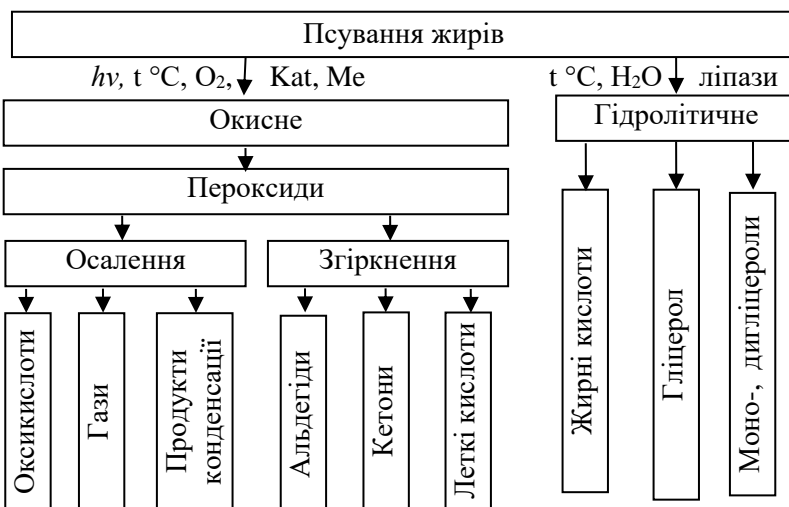 Псування жирів
hv, t °C, O₂, Kat, Me
t °C, H₂O ліпази
Окисне
Гідролітичне
Пероксиди
Осалення
Згіркнення
Оксикислоти
Гази
Продукти
конденсації
Альдегіди
Кетони
Леткі кислоти
Жирні кислоти
Гліцерол
Моно-, дигліцероли